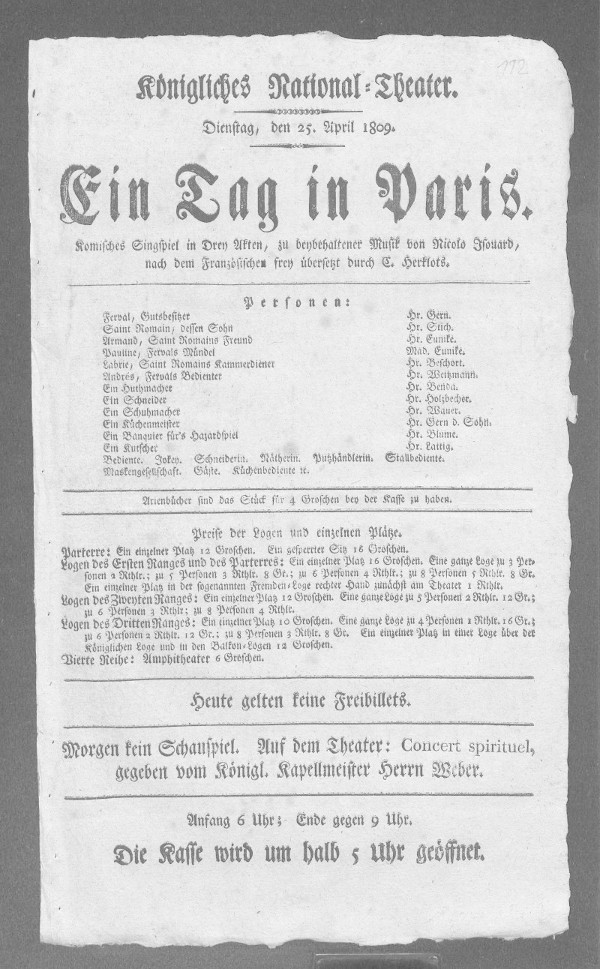 112
Königliches National-Theater.
Dienstag, den 25. April 1809.
Ein Tag in Paris.
Komisches Singspiel in Drey Akten, zu beybehaltener Musik von Nicolo Isouard,
nach dem Französischen frey übersetzt durch C. Herklots.
Personen:
Ferval, Gutsbesitzer Hr. Gern.
Saint Romain, dessen Sohn Hr. Stich.
Armand, Saint Romains Freund Hr. Eunike.
Pauline, Fervals Mündel Mad. Eunike.
Labrie, Saint Romains Kammerdiener Hr. Beschort.
Andrés, Fervals Bedienter Hr. Weitzmann.
Ein Huthmacher Hr. Benda.
Ein Schneider Hr. Holzbecher.
Ein Schuhmacher Hr. Wauer.
Ein Küchenmeister Hr. Gern d. Sohn.
Ein Banquier für's Hazardspiel Hr. Blume.
Ein Kutscher Hr. Lattig.
Bediente. Jokey. Schneiderin. Nätherin. Putzhändlerin. Stallbediente.
Maskengesellschaft. Gäste. Küchenbediente ꝛc.
Arienbücher sind das Stück für 4 Groschen bey der Kasse zu haben.
Preise der Logen und einzelnen Plätze.
Parterre: Ein einzelner Platz 12 Groschen. Ein gesperrter Sitz 16 Groschen.
Logen des Ersten Ranges und des Parterres: Ein einzelner Platz 16 Groschen. Eine ganze Loge zu 3 Per-
sonen 2 Rthlr.; zu 5 Personen 3 Rthlr. 8 Gr.; zu 6 Personen 4 Rthlr.; zu 8 Personen 5 Rthlr. 8 Gr.
Ein einzelner Platz in der sogenannten Fremden-Loge rechter Hand zunächst am Theater 1 Rthlr.
Logen des Zweyten Ranges: Ein einzelner Platz 12 Groschen. Eine ganze Loge zu 5 Personen 2 Rthlr. 12 Gr.;
zu 6 Personen 3 Rthlr; zu 8 Personen 4 Rthlr.
Logen des Dritten Ranges: Ein einzelner Platz 10 Groschen. Eine ganze Loge zu 4 Personen 1 Rthlr. 16 Gr.;
zu 6 Personen 2 Rthlr. 12 Gr.; zu 8 Personen 3 Rthlr. 8 Gr. Ein einzelner Platz in einer Loge über der
Königlichen Loge und in den Balkon-Logen 12 Groschen.
Vierte Reihe: Amphitheater 6 Groschen.
Heute gelten keine Freibillets.
Morgen kein Schauspiel. Auf dem Theater: Concert spirituel,
gegeben vom Königl. Kapellmeister Herrn Weber.
Anfang 6 Uhr; Ende gegen 9 Uhr.
Die Kasse wird um halb 5 Uhr geöffnet.